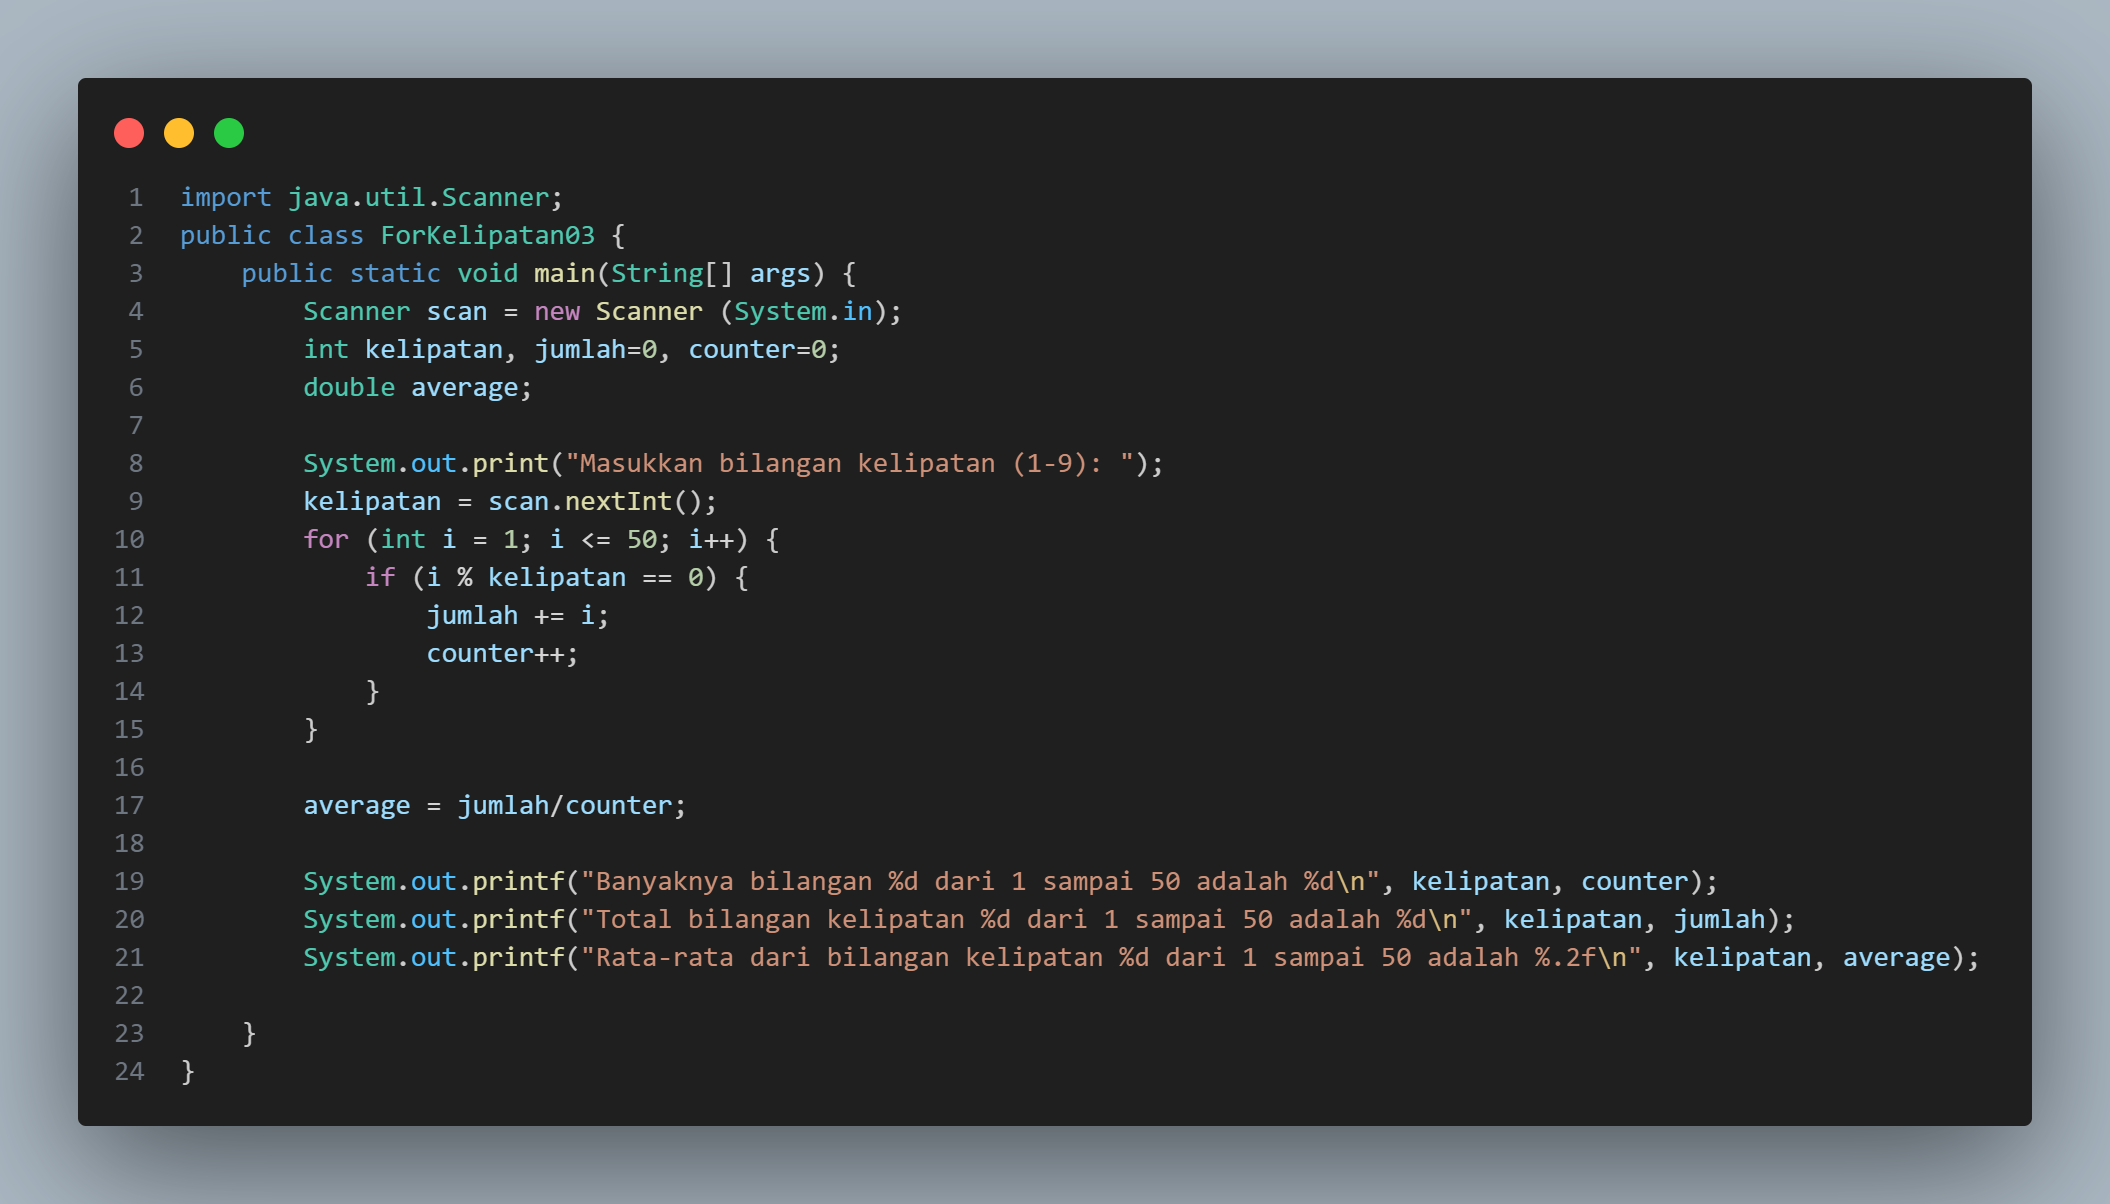 1 import java.util.Scanner;
2 public class ForKelipatan03 {
3     public static void main(String[] args) {
4         Scanner scan = new Scanner (System.in);
5         int kelipatan, jumlah=0, counter=0;
6         double average;
7
8         System.out.print("Masukkan bilangan kelipatan (1-9): ");
9         kelipatan = scan.nextInt();
10         for (int i = 1; i <= 50; i++) {
11             if (i % kelipatan == 0) {
12                 jumlah += i;
13                 counter++;
14             }
15         }
16
17         average = jumlah/counter;
18
19         System.out.printf("Banyaknya bilangan %d dari 1 sampai 50 adalah %d\n", kelipatan, counter);
20         System.out.printf("Total bilangan kelipatan %d dari 1 sampai 50 adalah %d\n", kelipatan, jumlah);
21         System.out.printf("Rata-rata dari bilangan kelipatan %d dari 1 sampai 50 adalah %.2f\n", kelipatan, average);
22
23     }
24 }